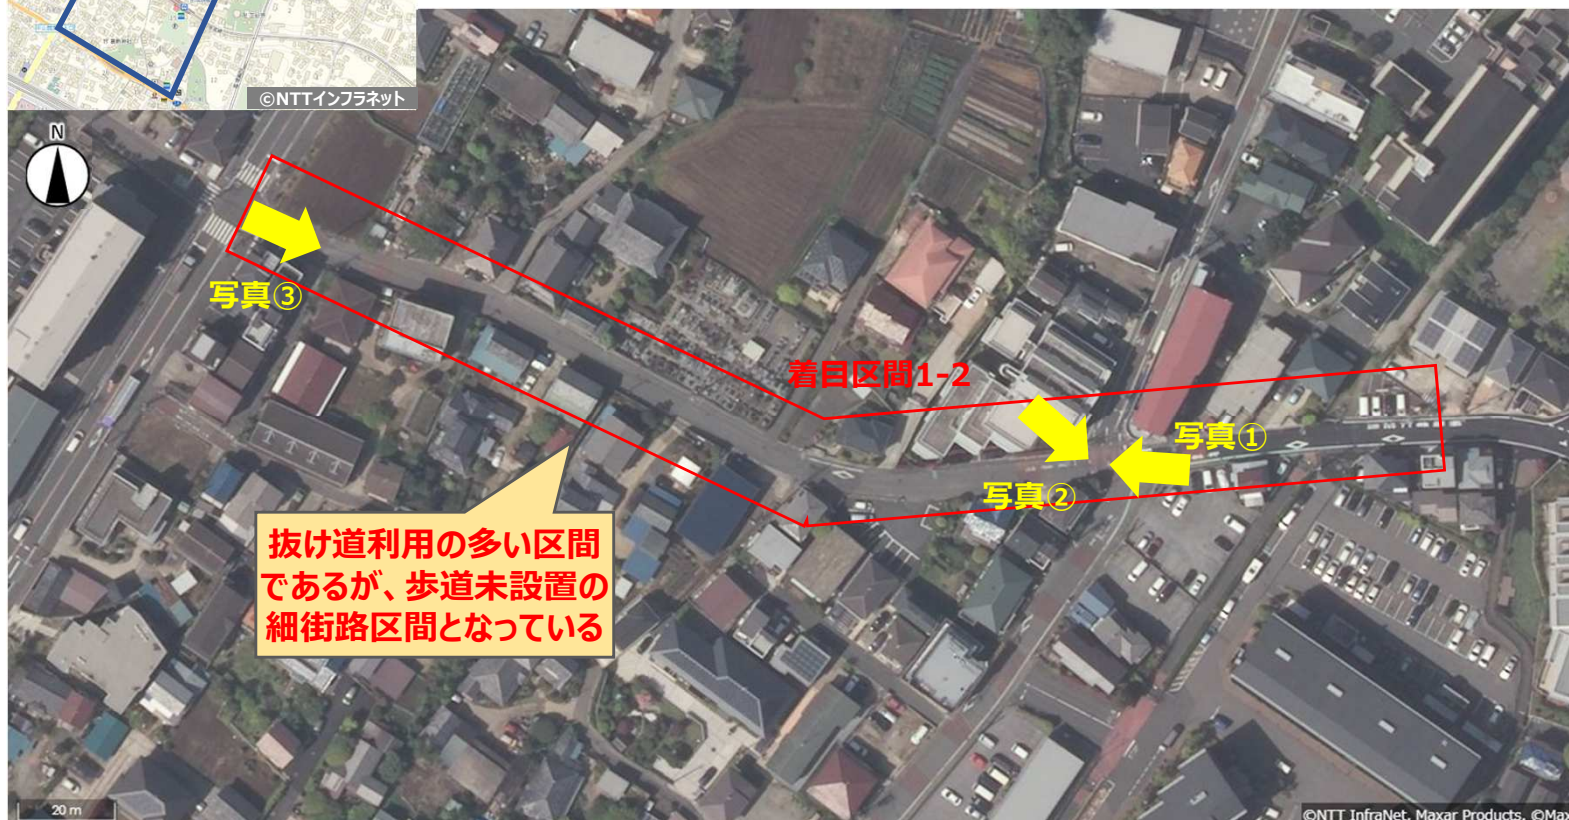 ©NTTインフラネット
N
写真③
着目区間1-2
写真①
写真②
抜け道利用の多い区間
であるが、歩道未設置の
細街路区間となっている
20 m
©NTT InfraNet, Maxar Products, ©Max